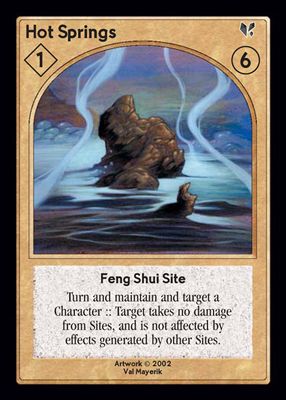 Hot Springs
1
6
Feng Shui Site
Turn and maintain and target a
Character :: Target takes no damage
from Sites, and is not affected by
effects generated by other Sites.
Artwork © 2002
Val Mayerik